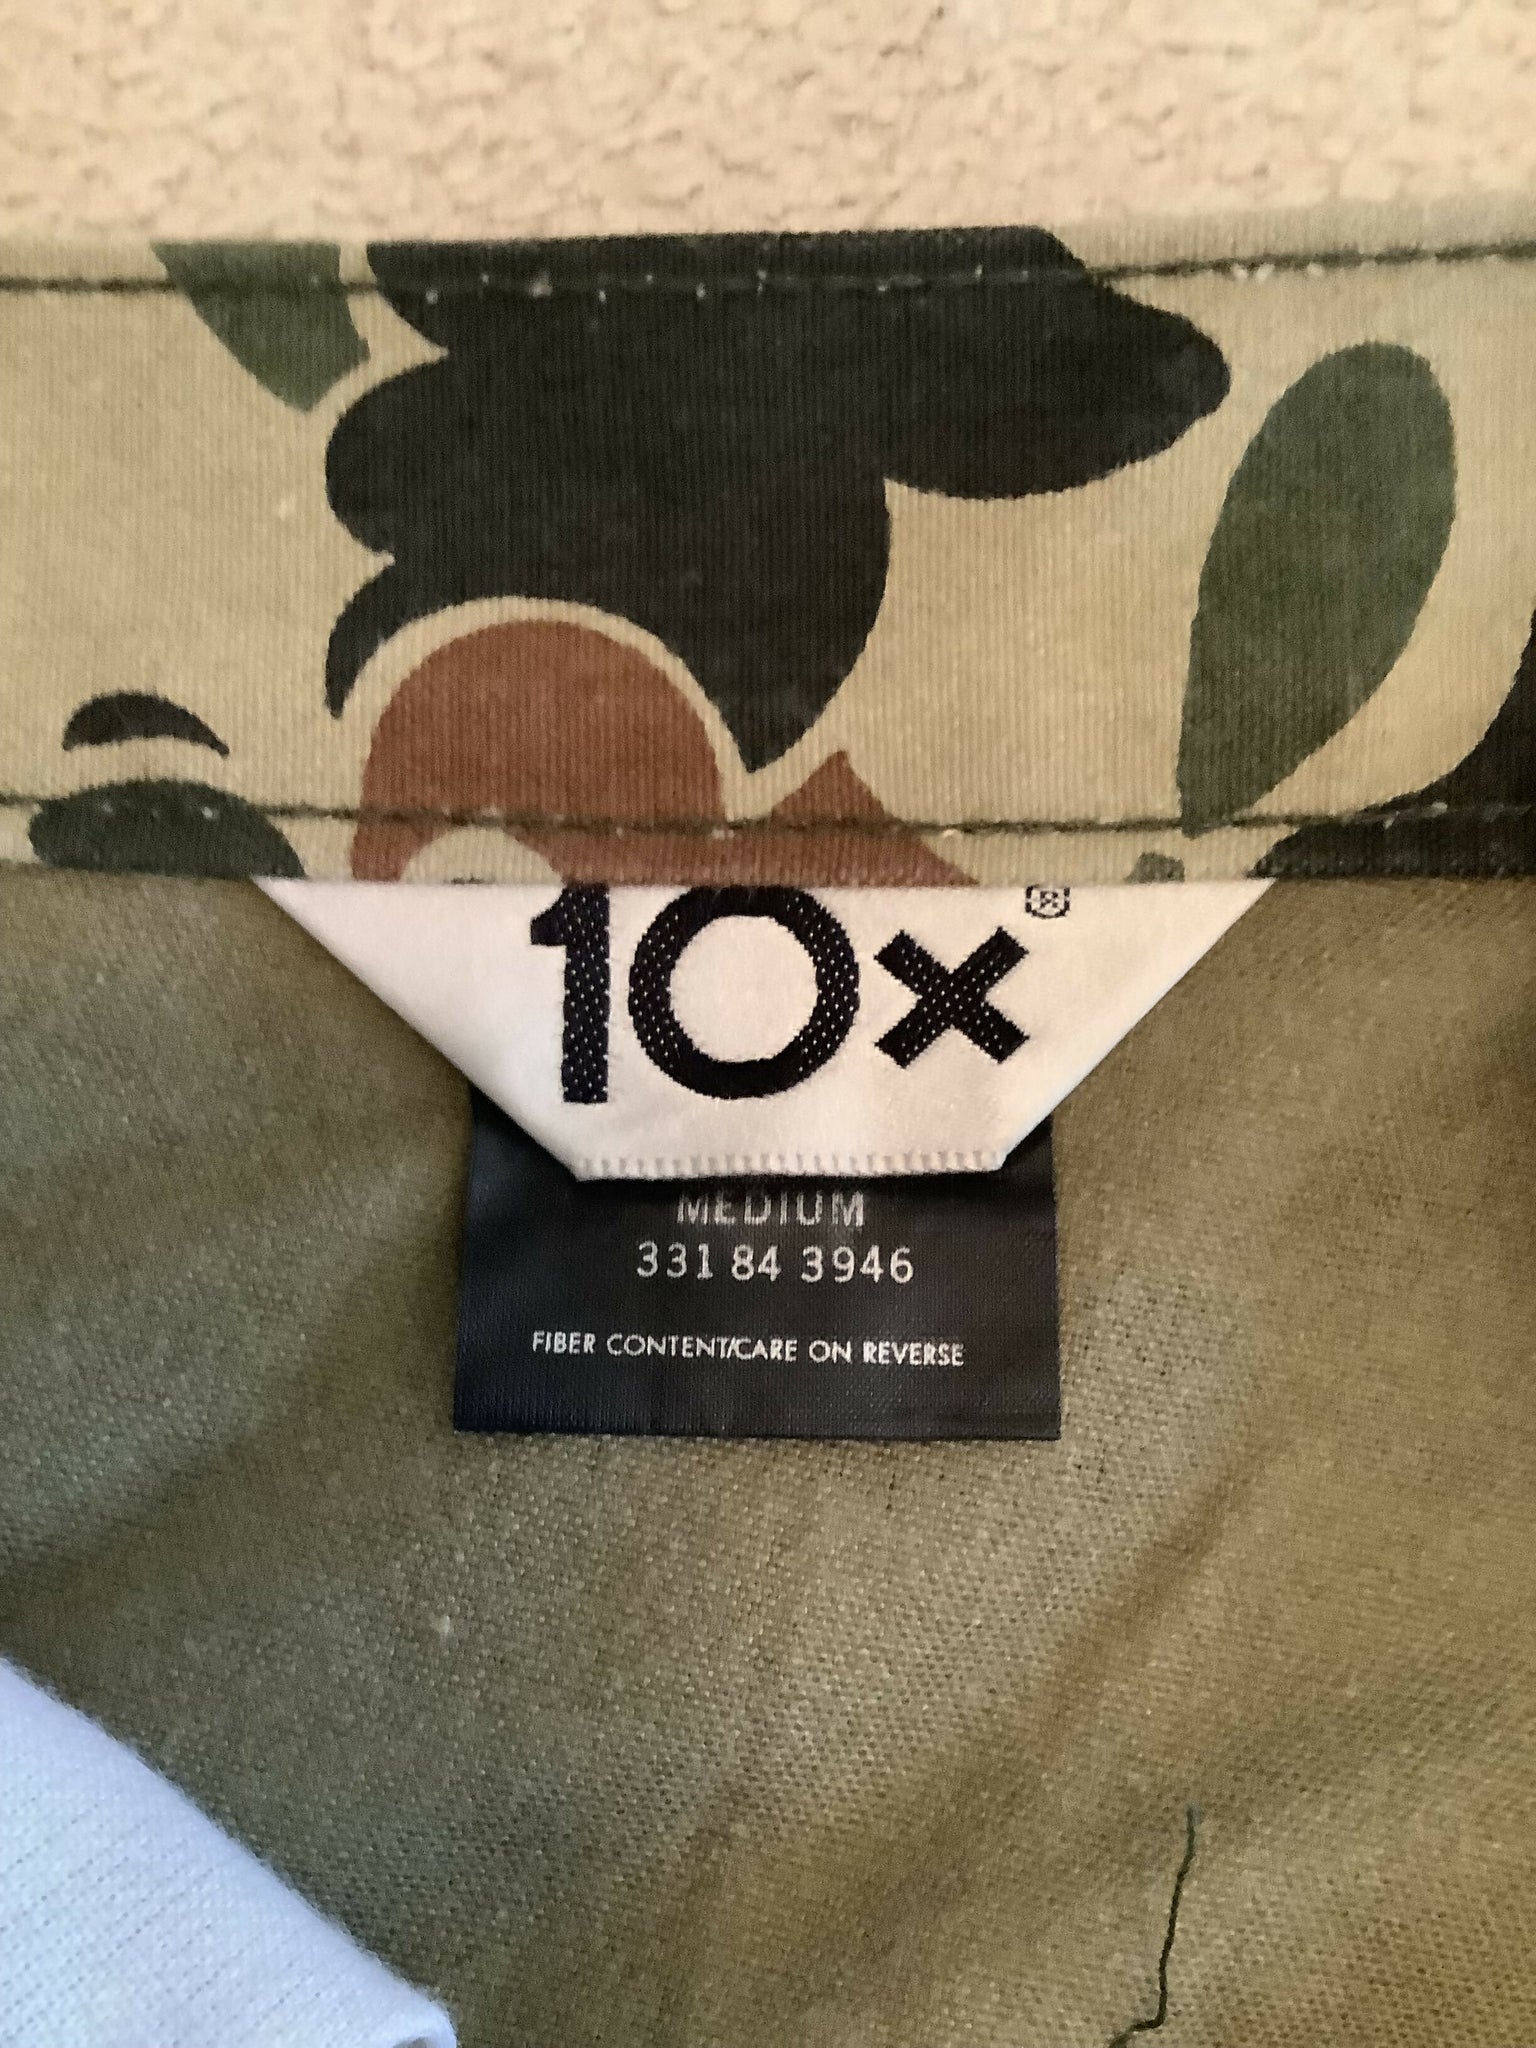 10x®
MEDIUM
331 84 3946
FIBER CONTENT/CARE ON REVERSE